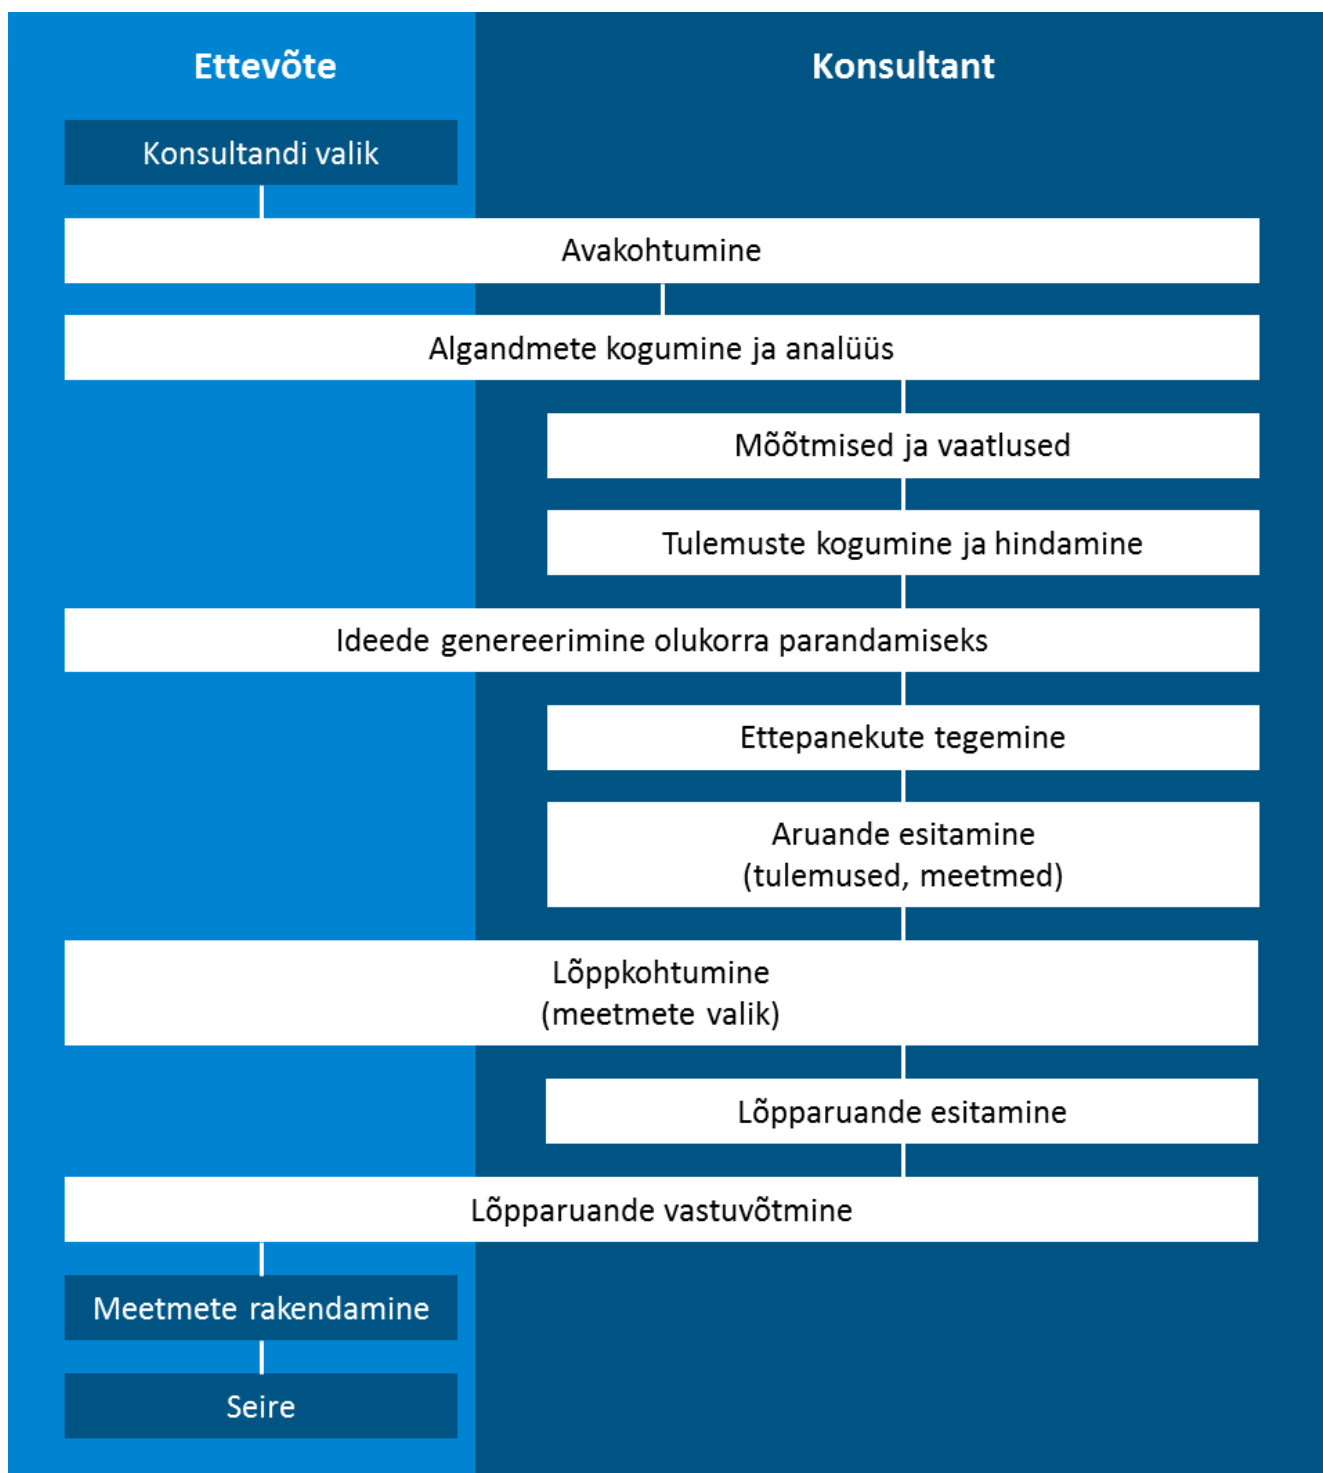 Ettevõte
Konsultant
Konsultandi valik
Avakohtumine
Algandmete kogumine ja analüüs
Mõõtmised ja vaatlused
Tulemuste kogumine ja hindamine
Ideede genereerimine olukorra parandamiseks
Ettepanekute tegemine
Aruande esitamine
(tulemused, meetmed)
Lõppkohtumine
(meetmete valik)
Lõpparuande esitamine
Lõpparuande vastuvõtmine
Meetmete rakendamine
Seire